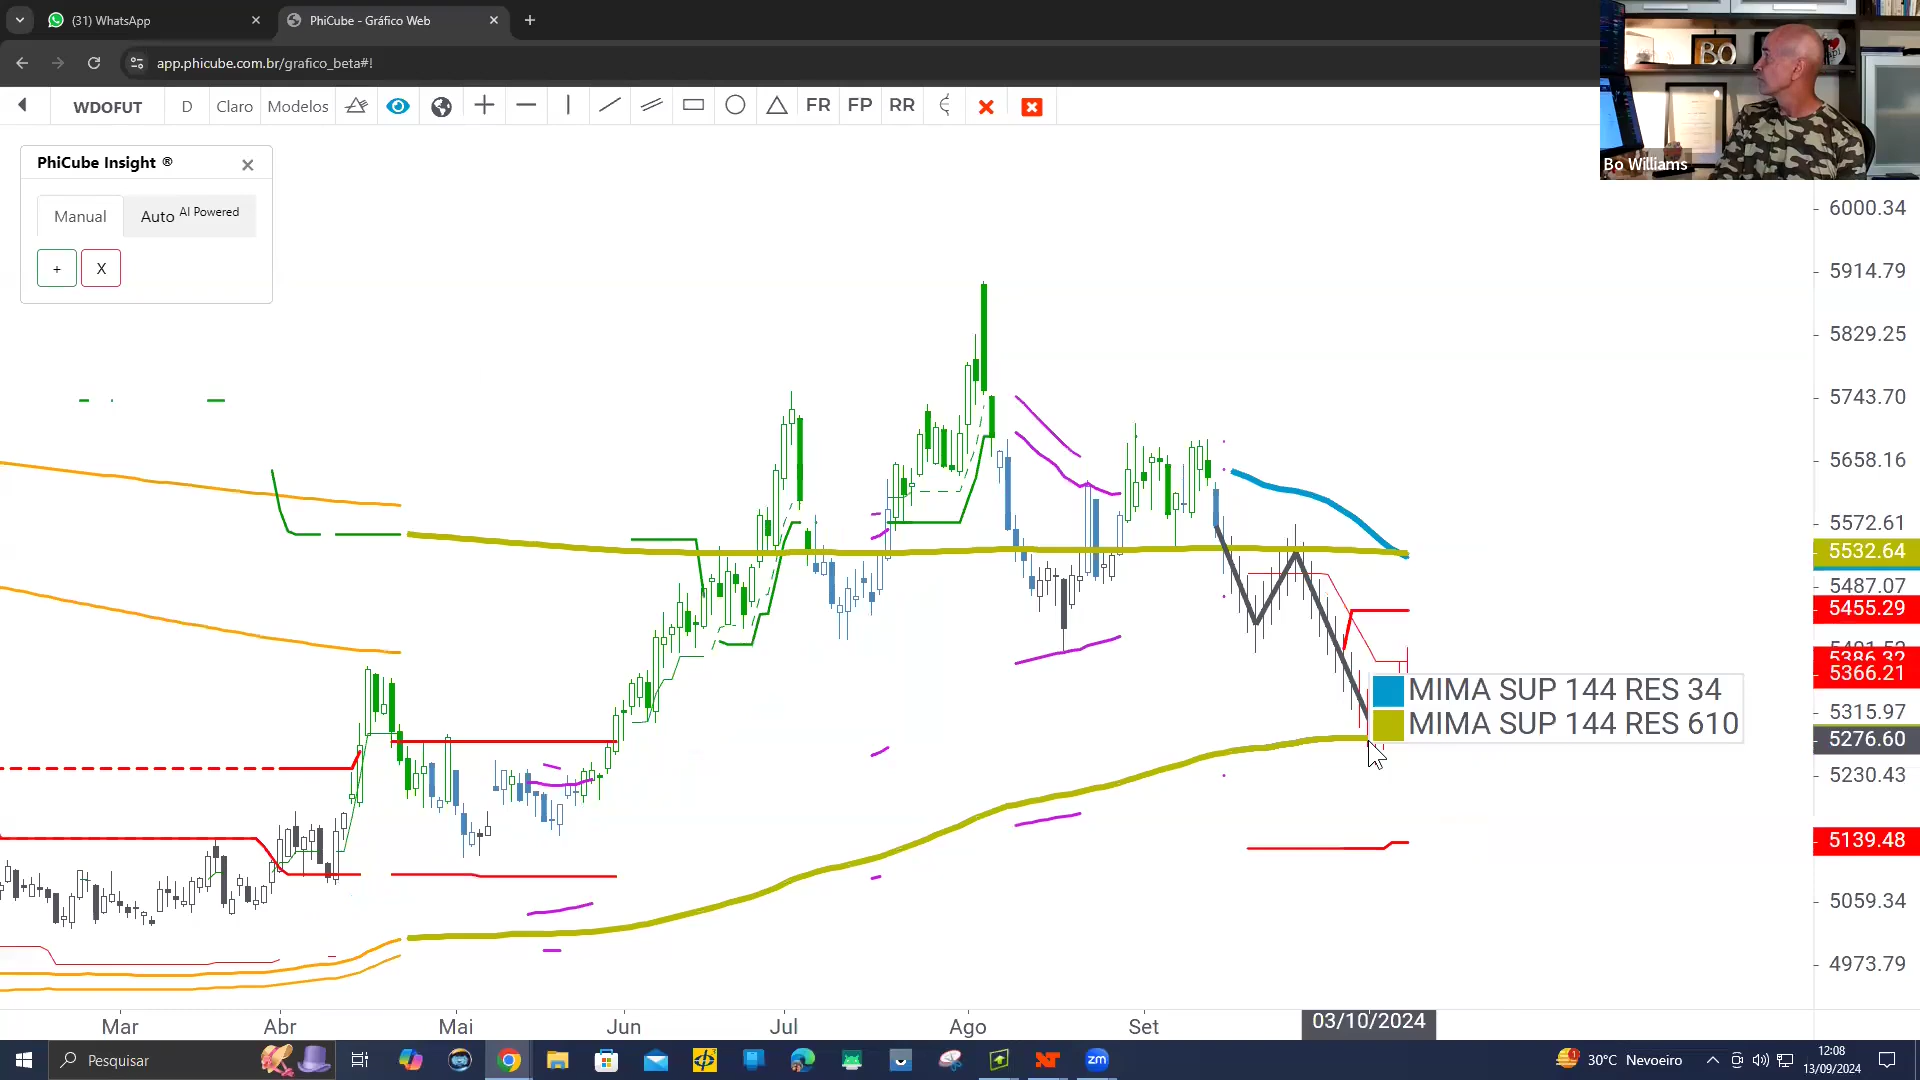 (31) WhatsApp
PhiCube - Gráfico Web
app.phicube.com.br/grafico_beta#!
WDOFUT D Claro Modelos FR FP RR
BO
Bo Williams
PhiCube Insight ®
Manual Auto AI Powered
+ X
6000.34
5914.79
5829.25
5743.70
5658.16
5572.61
5532.64
5487.07
5455.29
5386.32
5366.21
5315.97
5276.60
5230.43
5139.48
5059.34
4973.79
MIMA SUP 144 RES 34
MIMA SUP 144 RES 610
Mar Abr Mai Jun Jul Ago Set 03/10/2024
Pesquisar
zm
1
30°C Nevoeiro
12:08
13/09/2024